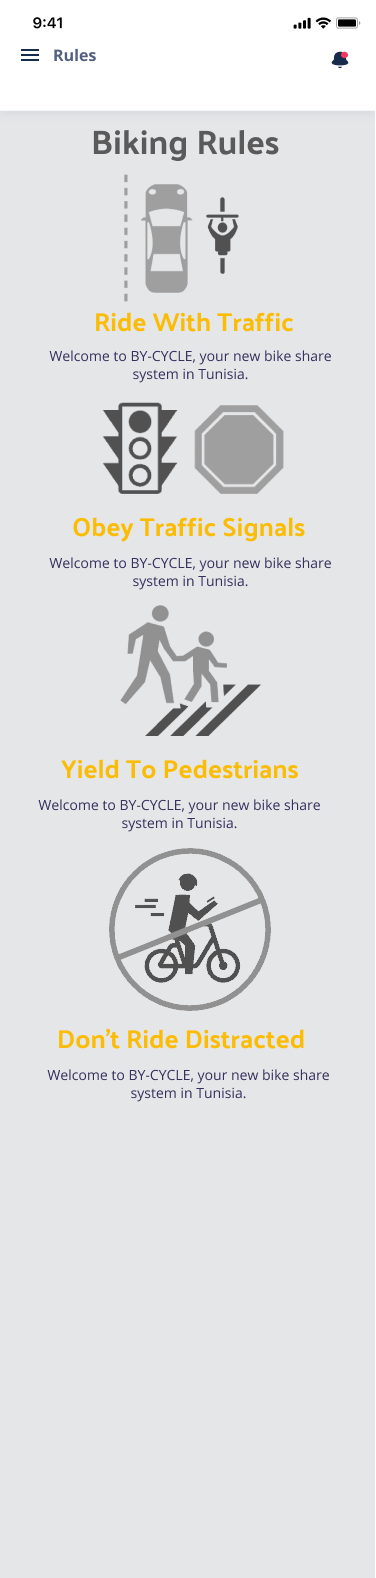 9:41
Rules
Biking Rules
Ride With Traffic
Welcome to BY-CYCLE, your new bike share
system in Tunisia.
Obey Traffic Signals
Welcome to BY-CYCLE, your new bike share
system in Tunisia.
Yield To Pedestrians
Welcome to BY-CYCLE, your new bike share
system in Tunisia.
Don’t Ride Distracted
Welcome to BY-CYCLE, your new bike share
system in Tunisia.